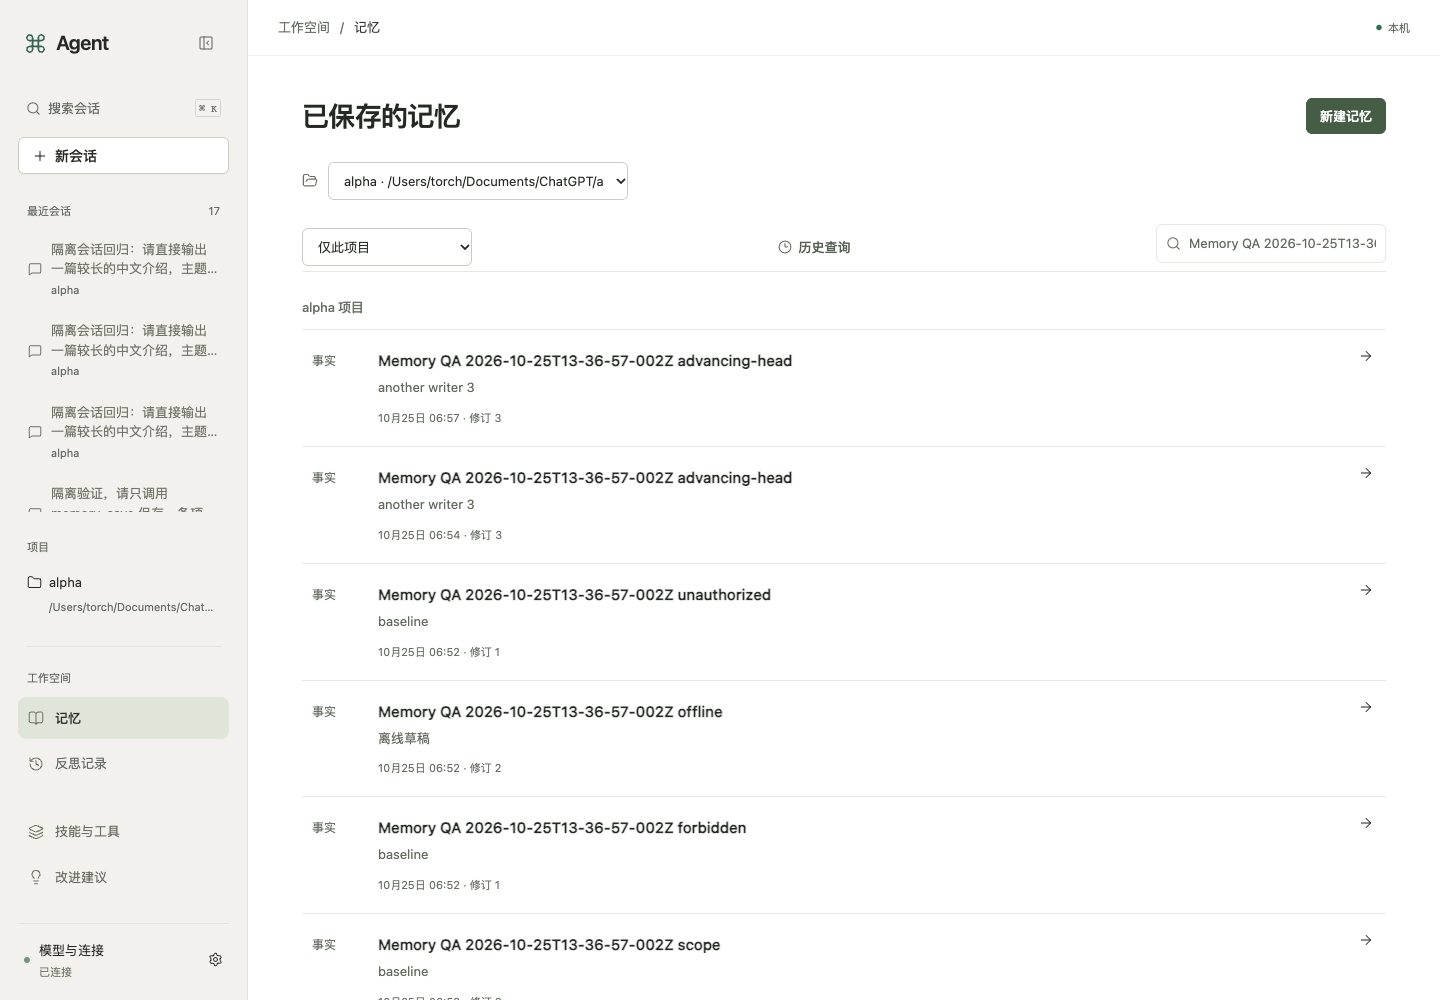 Agent
搜索会话
⌘ K
新会话
最近会话 17
隔离会话回归：请直接输出
一篇较长的中文介绍，主题...
alpha
隔离会话回归：请直接输出
一篇较长的中文介绍，主题...
alpha
隔离会话回归：请直接输出
一篇较长的中文介绍，主题...
alpha
隔离验证，请只调用
项目
alpha
/Users/torch/Documents/Chat...
工作空间
记忆
反思记录
技能与工具
改进建议
模型与连接
已连接
工作空间 / 记忆
本机
已保存的记忆
新建记忆
alpha · /Users/torch/Documents/ChatGPT/a
仅此项目
历史查询
Memory QA 2026-10-25T13-3
alpha 项目
事实
Memory QA 2026-10-25T13-36-57-002Z advancing-head
another writer 3
10月25日 06:57 · 修订 3
事实
Memory QA 2026-10-25T13-36-57-002Z advancing-head
another writer 3
10月25日 06:54 · 修订 3
事实
Memory QA 2026-10-25T13-36-57-002Z unauthorized
baseline
10月25日 06:52 · 修订 1
事实
Memory QA 2026-10-25T13-36-57-002Z offline
离线草稿
10月25日 06:52 · 修订 2
事实
Memory QA 2026-10-25T13-36-57-002Z forbidden
baseline
10月25日 06:52 · 修订 1
事实
Memory QA 2026-10-25T13-36-57-002Z scope
baseline